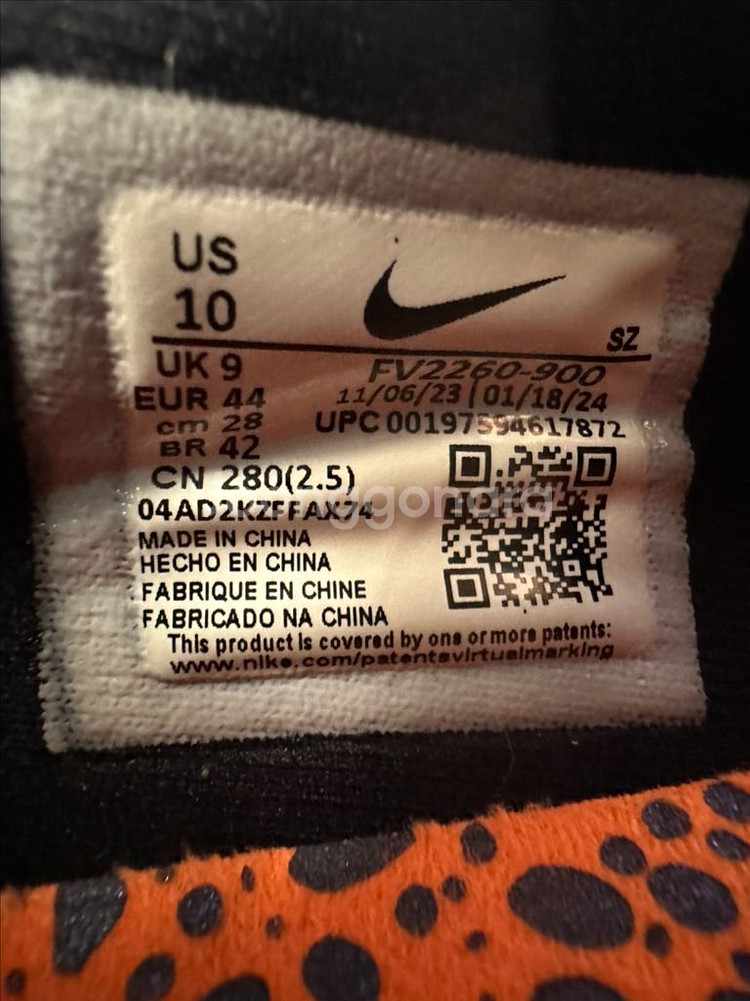 US
10
SZ
UK 9
FV2260-900
EUR 44
11/06/23 | 01/18/24
cm 28
UPC 00197594617872
BR 42
CN 280(2.5)
04AD2KZFFAX74
MADE IN CHINA
HECHO EN CHINA
FABRIQUE EN CHINE
FABRICADO NA CHINA
This product is covered by one or more patents:
www.nike.com/patentsvirtualmarking